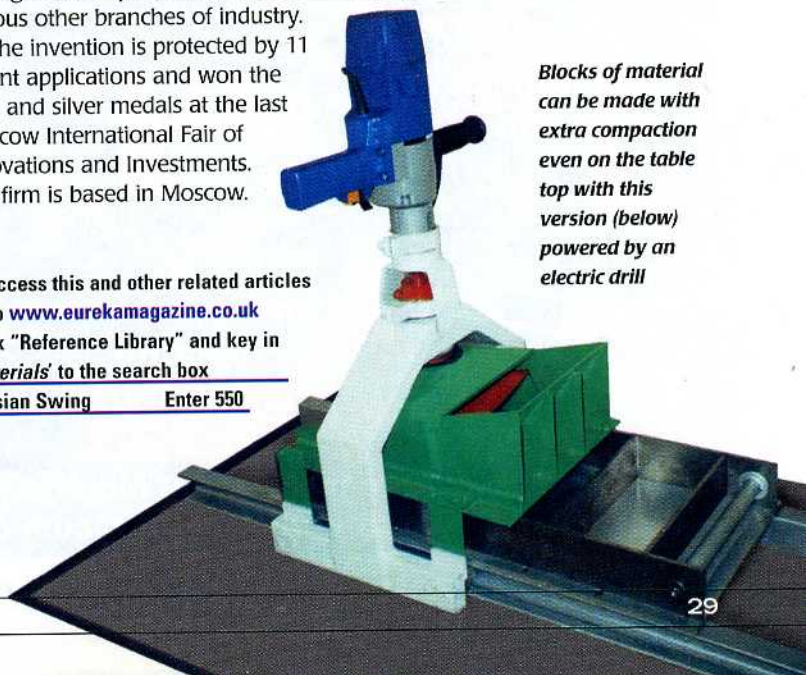 ous other branches of industry.
he invention is protected by 11
nt applications and won the
and silver medals at the last
cow International Fair of
vations and Investments.
firm is based in Moscow.
ccess this and other related articles
www.eurekamagazine.co.uk
"Reference Library" and key in
erials' to the search box
sian Swing Enter 550
Blocks of material
can be made with
extra compaction
even on the table
top with this
version (below)
powered by an
electric drill
29